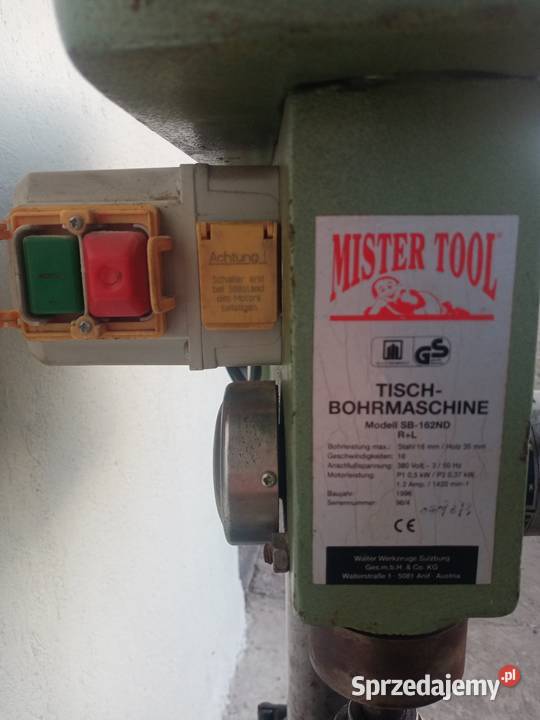 Achtung !
Schalter erst
bei Stillstand
des Motors
betätigen.
MISTER TOOL
GS
TISCH-
BOHRMASCHINE
Modell SB-162ND
R+L
Bohrleistung max.: Stahl 16 mm / Holz 35 mm
Geschwindigkeiten: 16
Anschlußspannung: 380 Volt - 3 / 50 Hz
Motorleistung: P1 0,5 kW / P2 0,37 kW
1.2 Amp. / 1420 min-1
Baujahr: 1996
Seriennummer: 96/4
CE
Walter Werkzeuge Salzburg
Ges.m.b.H. & Co. KG
Walterstraße 1 · 5081 Anif · Austria
Sprzedajemy.pl